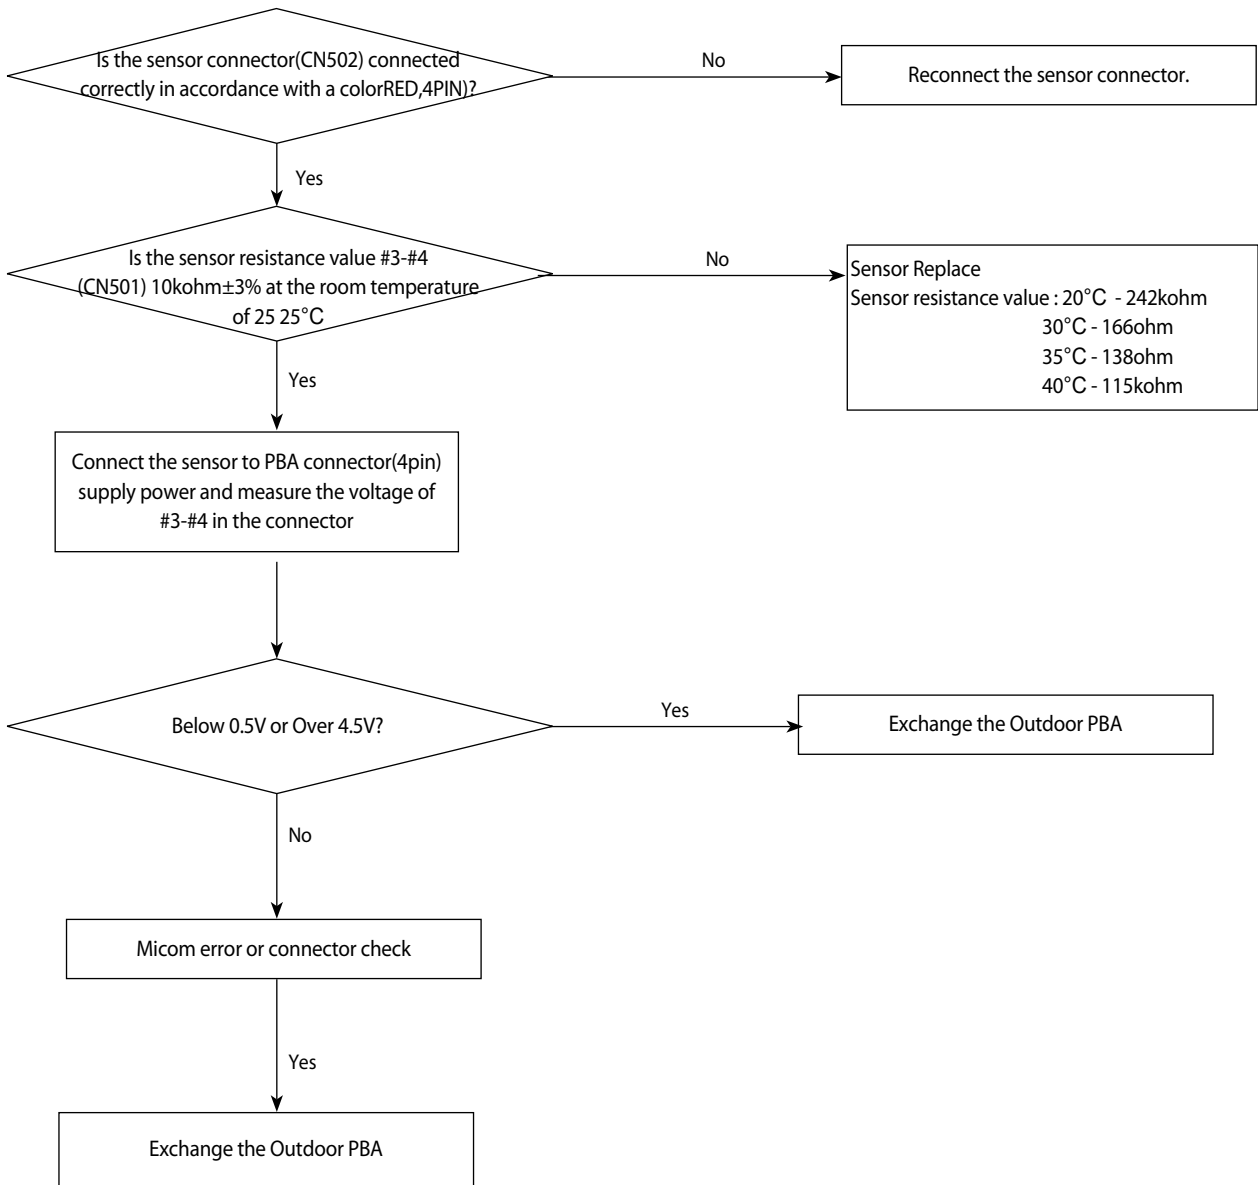 Is the sensor connector(CN502) connected
correctly in accordance with a colorRED,4PIN)?
No
Reconnect the sensor connector.
Yes
Is the sensor resistance value #3-#4
(CN501) 10kohm±3% at the room temperature
of 25 25°C
No
Sensor Replace
Sensor resistance value : 20°C - 242kohm
30°C - 166ohm
35°C - 138ohm
40°C - 115kohm
Yes
Connect the sensor to PBA connector(4pin)
supply power and measure the voltage of
#3-#4 in the connector
Below 0.5V or Over 4.5V?
Yes
Exchange the Outdoor PBA
No
Micom error or connector check
Yes
Exchange the Outdoor PBA